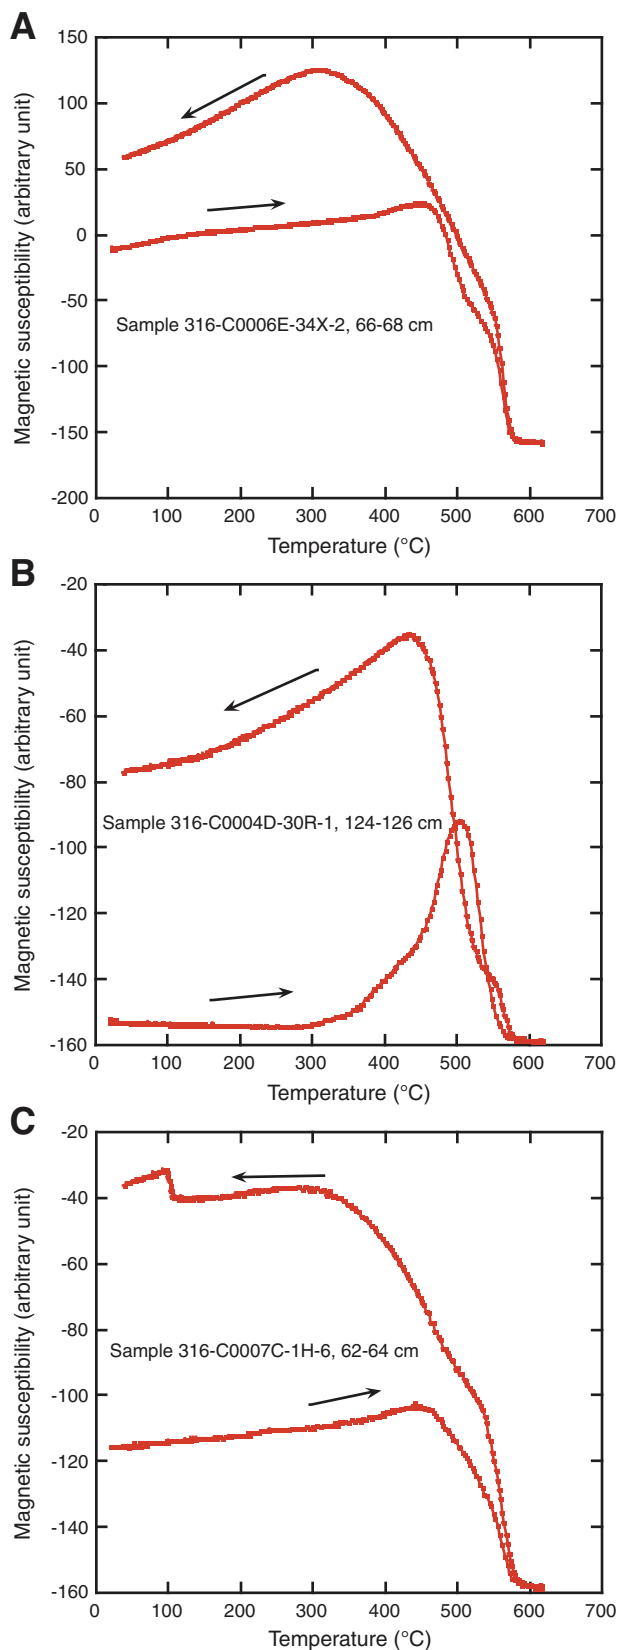 A
Magnetic susceptibility (arbitrary unit)
150
100
50
0
-50
-100
-150
-200
Sample 316-C0006E-34X-2, 66-68 cm
0 100 200 300 400 500 600 700
Temperature (°C)
B
Magnetic susceptibility (arbitrary unit)
-20
-40
-60
-80
-100
-120
-140
-160
Sample 316-C0004D-30R-1, 124-126 cm
0 100 200 300 400 500 600 700
Temperature (°C)
C
Magnetic susceptibility (arbitrary unit)
-20
-40
-60
-80
-100
-120
-140
-160
Sample 316-C0007C-1H-6, 62-64 cm
0 100 200 300 400 500 600 700
Temperature (°C)